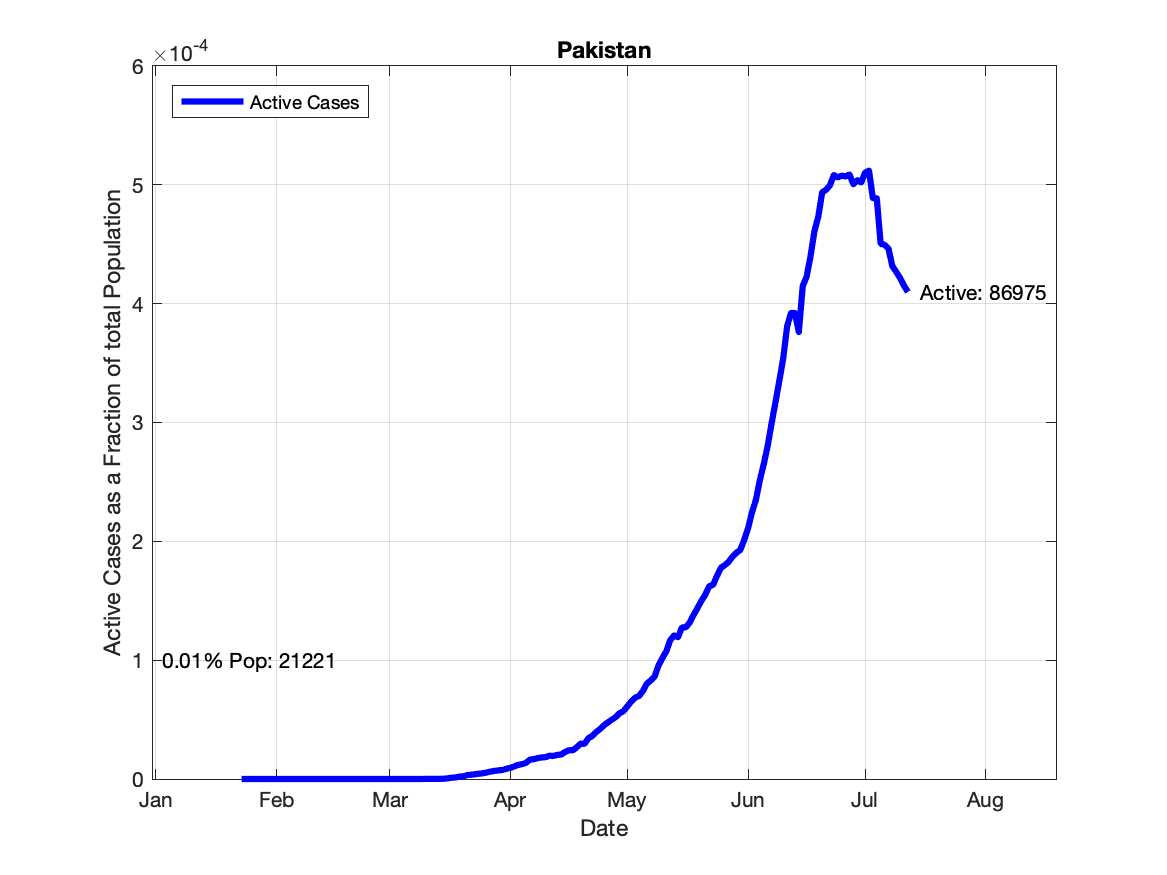 Pakistan
×10-4
Active Cases
6
5
4
3
2
1
0
Active Cases as a Fraction of total Population
Active: 86975
0.01% Pop: 21221
Jan Feb Mar Apr May Jun Jul Aug
Date